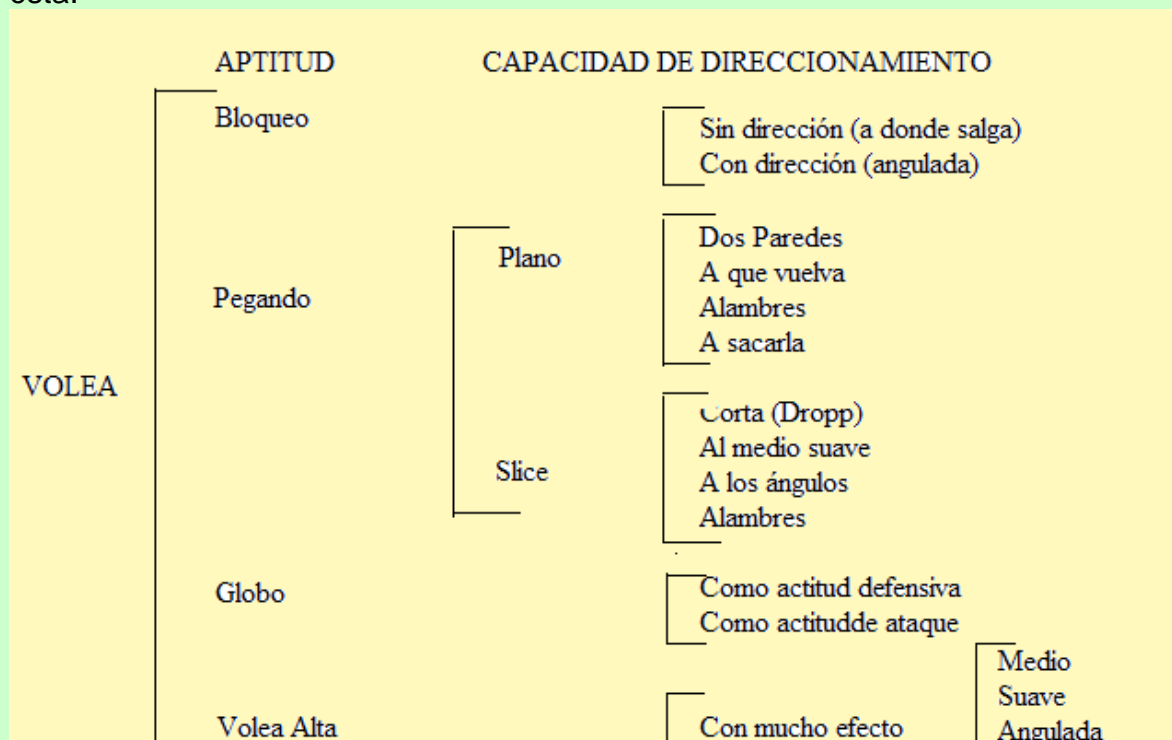 APTITUD CAPACIDAD DE DIRECCIONAMIENTO
Bloqueo
Sin dirección (a donde salga)
Con dirección (angulada)
Pegando
Plano
Dos Paredes
A que vuelva
Alambres
A sacarla
VOLEA
Slice
Corta (Dropp)
Al medio suave
A los ángulos
Alambres
Globo
Como actitud defensiva
Como actitudde ataque
Volea Alta
Con mucho efecto
Medio
Suave
Angulada